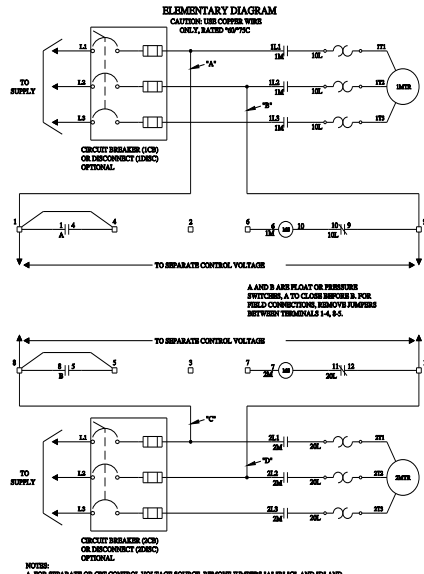 ELEMENTARY DIAGRAM
CAUTION: USE COPPER WIRE
ONLY, RATED "60/"75C
L1
1L1
1M
10L
1T1
"A"
TO
SUPPLY
L2
1L2
1M
10L
1T2
1MTR
"B"
L3
1L3
1M
10L
1T3
CIRCUIT BREAKER (1CB)
OR DISCONNECT (1DISC)
OPTIONAL
1
1
4
4
A
2
6
6
1M
10
10
9
10L
TO SEPARATE CONTROL VOLTAGE
A AND B ARE FLOAT OR PRESSURE
SWITCHES, A TO CLOSE BEFORE B. FOR
FIELD CONNECTIONS, REMOVE JUMPERS
BETWEEN TERMINALS 1-4, 8-5.
TO SEPARATE CONTROL VOLTAGE
8
8
5
5
B
3
7
7
2M
11
12
20L
"C"
L1
2L1
2M
20L
2T1
"D"
TO
SUPPLY
L2
2L2
2M
20L
2T2
2MTR
L3
2L3
2M
20L
2T3
CIRCUIT BREAKER (2CB)
OR DISCONNECT (2DISC)
OPTIONAL
NOTES: